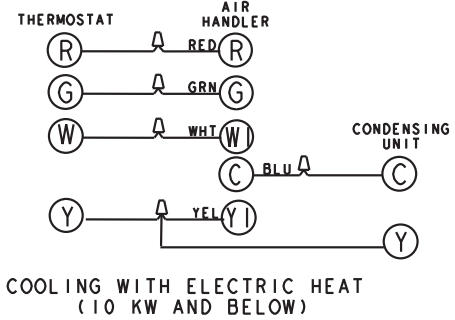 THERMOSTAT
AIR
HANDLER
R RED R
G GRN G
W WHT W1
CONDENSING
UNIT
C BLU C
Y YEL Y1
Y
COOLING WITH ELECTRIC HEAT
(10 KW AND BELOW)